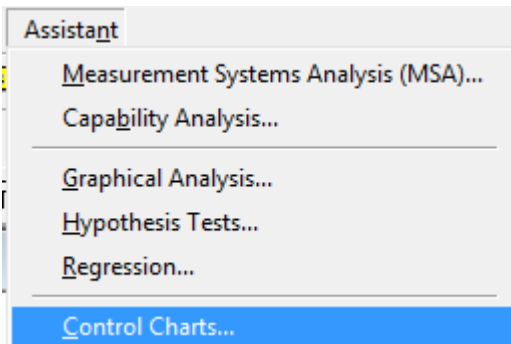 Assistant
Measurement Systems Analysis (MSA)...
Capability Analysis...
Graphical Analysis...
Hypothesis Tests...
Regression...
Control Charts...